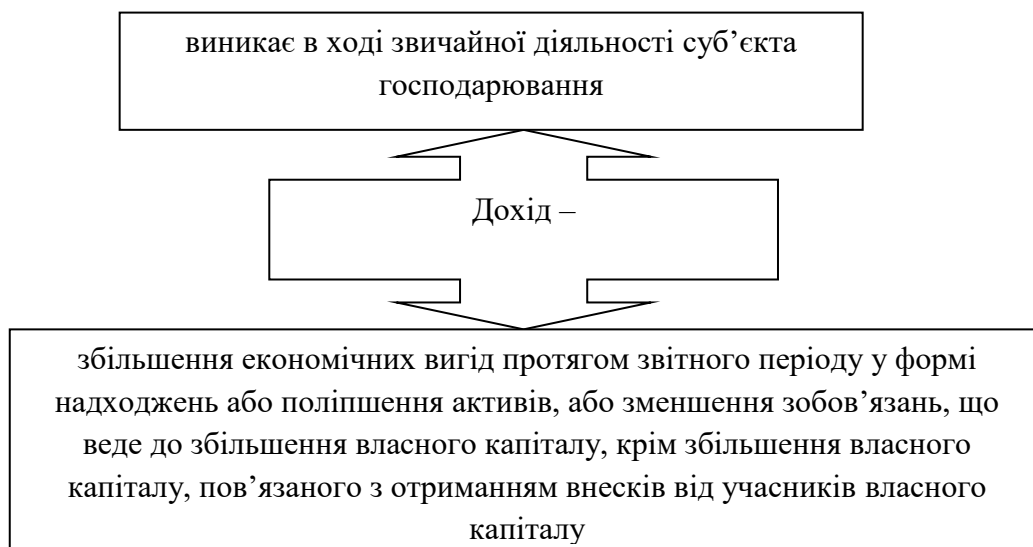 виникає в ході звичайної діяльності суб’єкта
господарювання
Дохід –
збільшення економічних вигід протягом звітного періоду у формі
надходжень або поліпшення активів, або зменшення зобов’язань, що
веде до збільшення власного капіталу, крім збільшення власного
капіталу, пов’язаного з отриманням внесків від учасників власного
капіталу